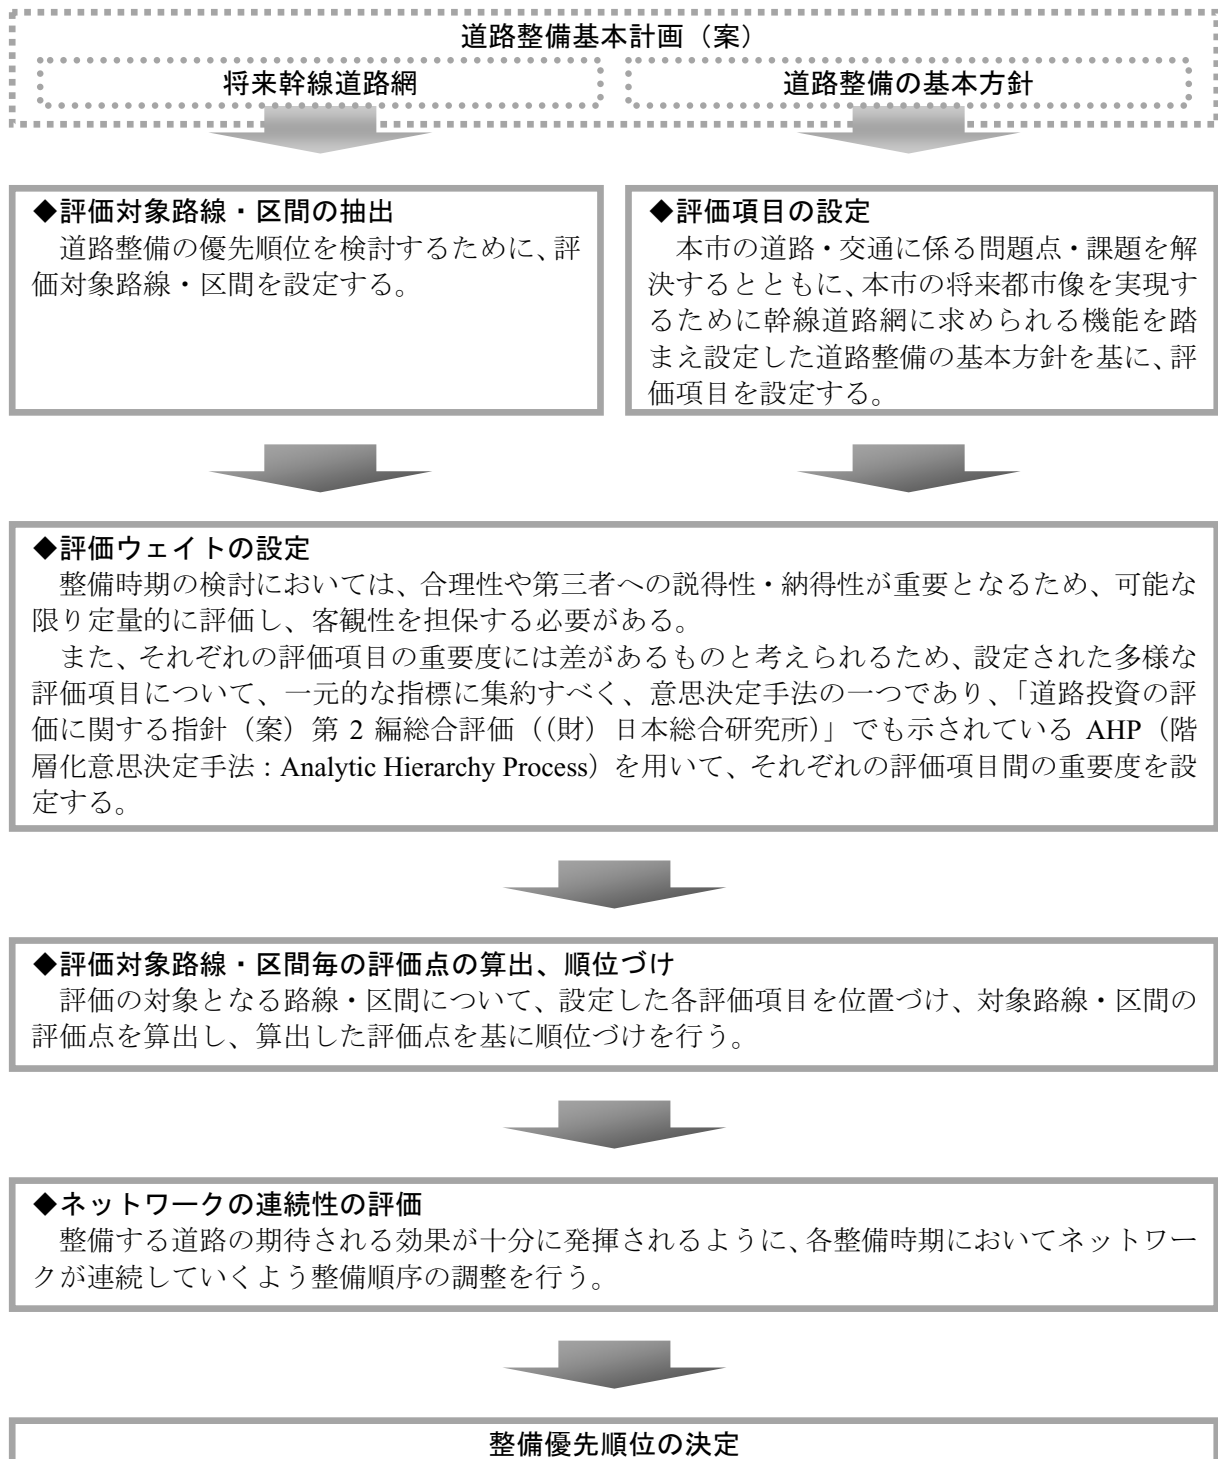 道路整備基本計画（案）
将来幹線道路網
道路整備の基本方針
◆評価対象路線・区間の抽出
道路整備の優先順位を検討するために、評
価対象路線・区間を設定する。
◆評価項目の設定
本市の道路・交通に係る問題点・課題を解
決するとともに、本市の将来都市像を実現す
るために幹線道路網に求められる機能を踏
まえ設定した道路整備の基本方針を基に、評
価項目を設定する。
◆評価ウェイトの設定
整備時期の検討においては、合理性や第三者への説得性・納得性が重要となるため、可能な
限り定量的に評価し、客観性を担保する必要がある。
また、それぞれの評価項目の重要度には差があるものと考えられるため、設定された多様な
評価項目について、一元的な指標に集約すべく、意思決定手法の一つであり、「道路投資の評
価に関する指針（案）第 2 編総合評価（（財）日本総合研究所）」でも示されている AHP（階
層化意思決定手法：Analytic Hierarchy Process）を用いて、それぞれの評価項目間の重要度を設
定する。
◆評価対象路線・区間毎の評価点の算出、順位づけ
評価の対象となる路線・区間について、設定した各評価項目を位置づけ、対象路線・区間の
評価点を算出し、算出した評価点を基に順位づけを行う。
◆ネットワークの連続性の評価
整備する道路の期待される効果が十分に発揮されるように、各整備時期においてネットワー
クが連続していくよう整備順序の調整を行う。
整備優先順位の決定